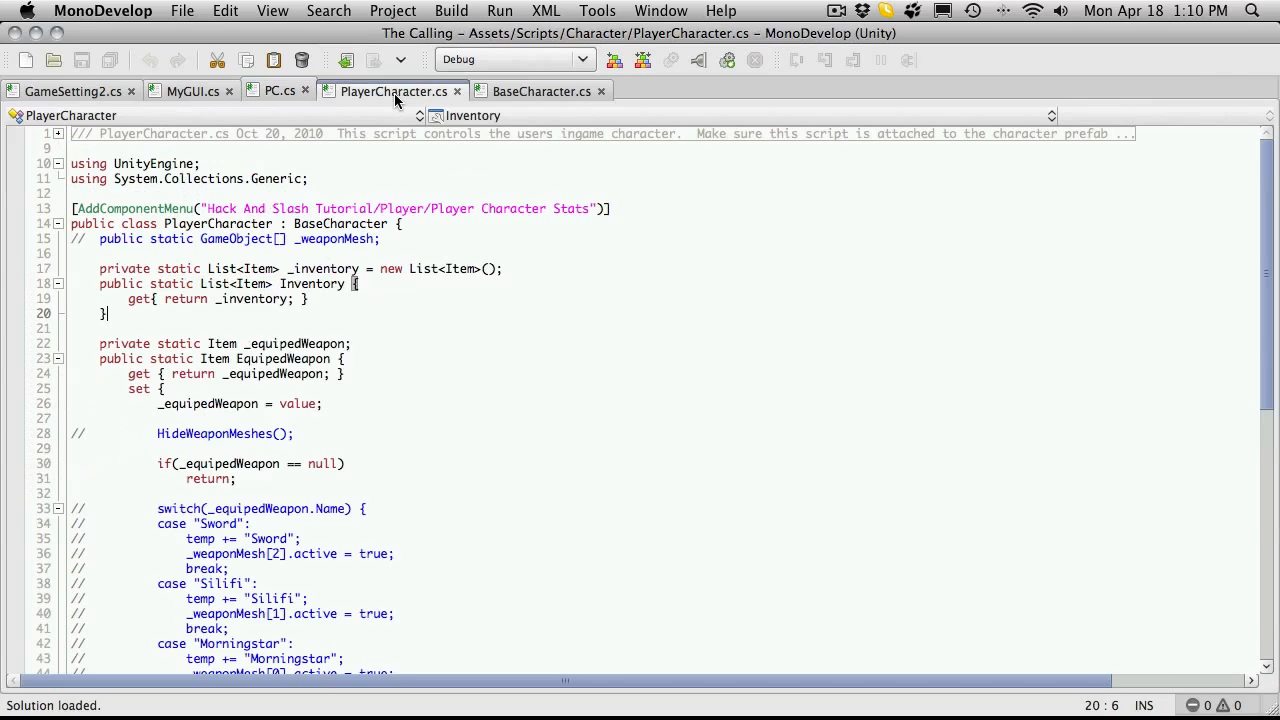 MonoDevelop File Edit View Search Project Build Run XML Tools Window Help Mon Apr 18 1:10 PM
The Calling - Assets/Scripts/Character/PlayerCharacter.cs - MonoDevelop (Unity)
Debug
GameSetting2.cs MyGUI.cs PC.cs PlayerCharacter.cs BaseCharacter.cs
PlayerCharacter Inventory
1 /// PlayerCharacter.cs Oct 20, 2010  This script controls the users ingame character.  Make sure this script is attached to the character prefab ...
9
10 using UnityEngine;
11 using System.Collections.Generic;
12
13 [AddComponentMenu("Hack And Slash Tutorial/Player/Player Character Stats")]
14 public class PlayerCharacter : BaseCharacter {
15 //  public static GameObject[] _weaponMesh;
16
17 private static List<Item> _inventory = new List<Item>();
18 public static List<Item> Inventory {
19 get{ return _inventory; }
20 }
21
22 private static Item _equipedWeapon;
23 public static Item EquipedWeapon {
24 get { return _equipedWeapon; }
25 set {
26 _equipedWeapon = value;
27
28 // HideWeaponMeshes();
29
30 if(_equipedWeapon == null)
31 return;
32
33 // switch(_equipedWeapon.Name) {
34 // case "Sword":
35 // temp += "Sword";
36 // _weaponMesh[2].active = true;
37 // break;
38 // case "Silifi":
39 // temp += "Silifi";
40 // _weaponMesh[1].active = true;
41 // break;
42 // case "Morningstar":
43 // temp += "Morningstar";
44 // _weaponMesh[0].active = true;
Solution loaded. 20 : 6 INS 0 0